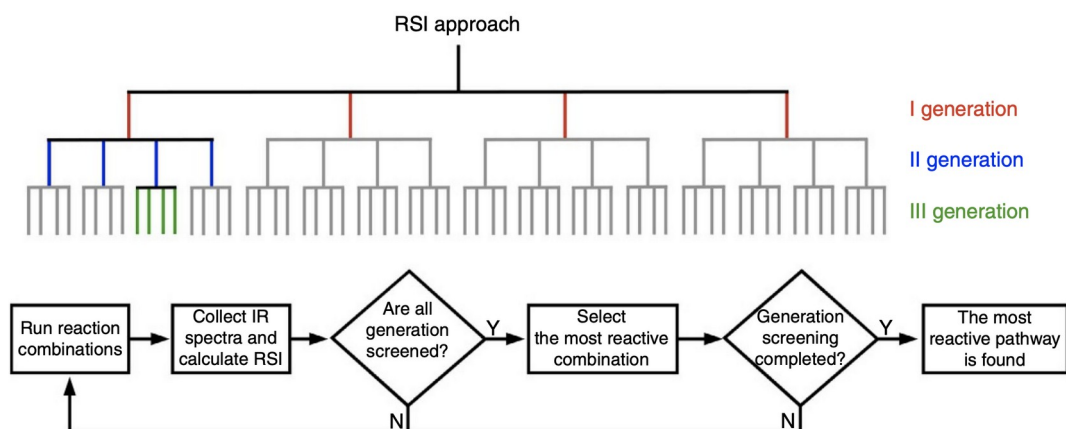 RSI approach
I generation
II generation
III generation
Run reaction
combinations
Collect IR
spectra and
calculate RSI
Are all
generation
screened?
Y
N
Select
the most reactive
combination
Generation
screening
completed?
Y
N
The most
reactive pathway
is found